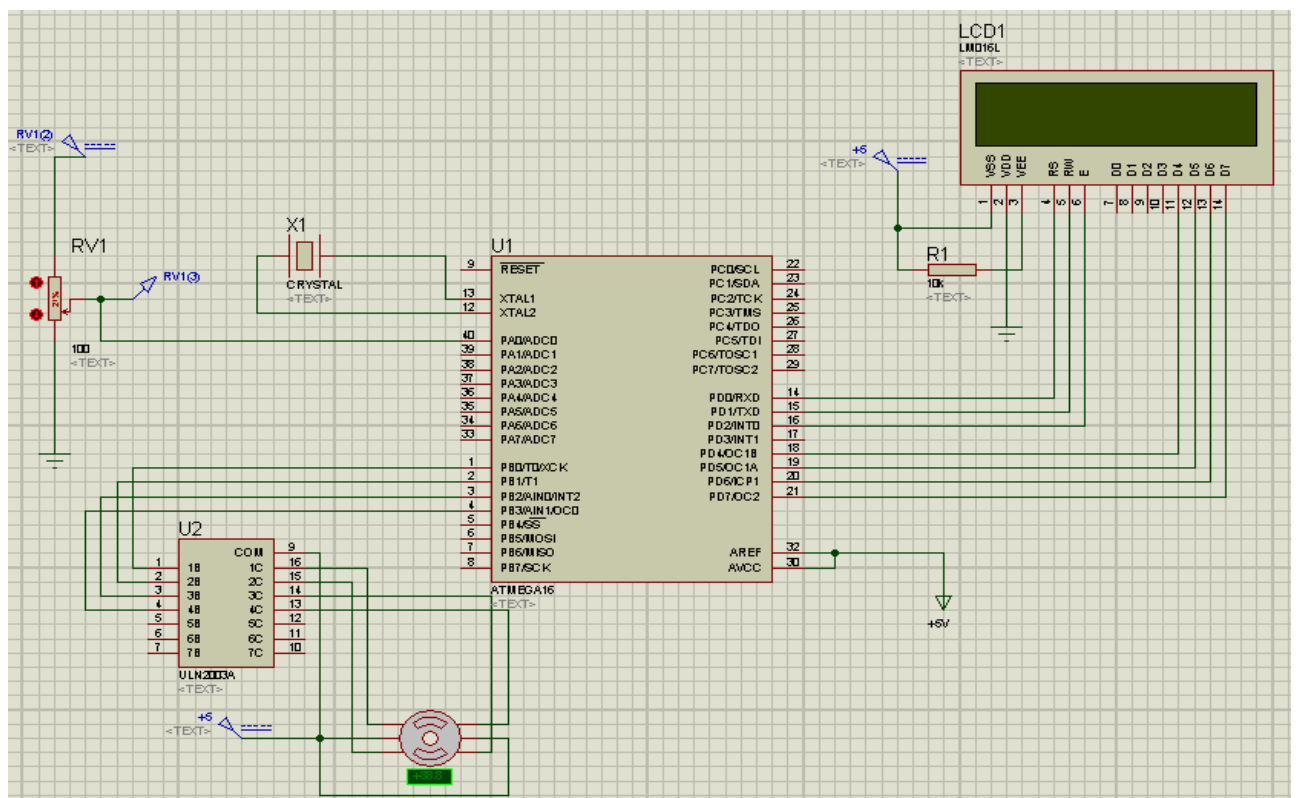 LCD1
LM016L
<TEXT>
VSS VDD VEE RS RW E D0 D1 D2 D3 D4 D5 D6 D7
1 2 3 4 5 6 7 8 9 10 11 12 13 14
RV1(2)
<TEXT>
+5
<TEXT>
RV1
RV1(3)
21%
100
<TEXT>
X1
CRYSTAL
<TEXT>
R1
10k
<TEXT>
U1
9 RESET
13 XTAL1
12 XTAL2
40 PA0/ADC0
39 PA1/ADC1
38 PA2/ADC2
37 PA3/ADC3
36 PA4/ADC4
35 PA5/ADC5
34 PA6/ADC6
33 PA7/ADC7
1 PB0/T0/XCK
2 PB1/T1
3 PB2/AIN0/INT2
4 PB3/AIN1/OC0
5 PB4/SS
6 PB5/MOSI
7 PB6/MISO
8 PB7/SCK
PC0/SCL 22
PC1/SDA 23
PC2/TCK 24
PC3/TMS 25
PC4/TDO 26
PC5/TDI 27
PC6/TOSC1 28
PC7/TOSC2 29
PD0/RXD 14
PD1/TXD 15
PD2/INT0 16
PD3/INT1 17
PD4/OC1B 18
PD5/OC1A 19
PD6/ICP1 20
PD7/OC2 21
AREF 32
AVCC 30
ATMEGA16
<TEXT>
+5V
U2
COM 9
1 1B 1C 16
2 2B 2C 15
3 3B 3C 14
4 4B 4C 13
5 5B 5C 12
6 6B 6C 11
7 7B 7C 10
ULN2003A
<TEXT>
+5
<TEXT>
+88.8